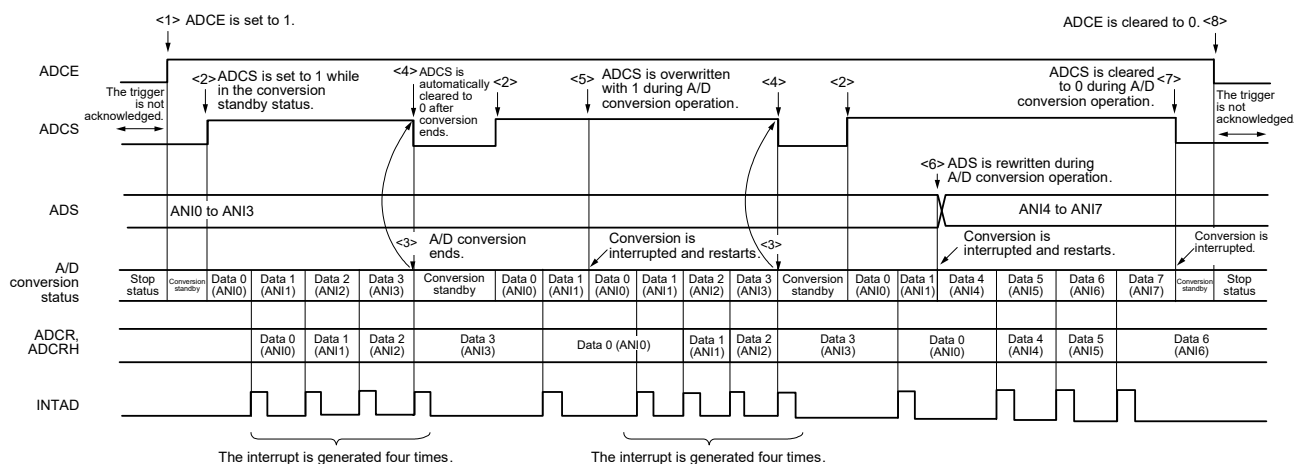 <1> ADCE is set to 1.
ADCE is cleared to 0. <8>
ADCE
The trigger
is not
acknowledged.
<2> ADCS is set to 1 while
in the conversion
standby status.
<4> ADCS is
automatically
cleared to
0 after
conversion
ends.
<2>
<5> ADCS is overwritten
with 1 during A/D
conversion operation.
<4>
<2>
ADCS is cleared <7>
to 0 during A/D
conversion operation.
The trigger
is not
acknowledged.
ADCS
<6> ADS is rewritten during
A/D conversion operation.
ADS
ANI0 to ANI3
ANI4 to ANI7
<3> A/D conversion
ends.
Conversion is
interrupted and restarts.
<3>
Conversion is
interrupted and restarts.
Conversion is
interrupted.
A/D
conversion
status
Stop
status
Conversion
standby
Data 0
(ANI0)
Data 1
(ANI1)
Data 2
(ANI2)
Data 3
(ANI3)
Conversion
standby
Data 0
(ANI0)
Data 1
(ANI1)
Data 0
(ANI0)
Data 1
(ANI1)
Data 2
(ANI2)
Data 3
(ANI3)
Conversion
standby
Data 0
(ANI0)
Data 1
(ANI1)
Data 4
(ANI4)
Data 5
(ANI5)
Data 6
(ANI6)
Data 7
(ANI7)
Conversion
standby
Stop
status
ADCR,
ADCRH
Data 0
(ANI0)
Data 1
(ANI1)
Data 2
(ANI2)
Data 3
(ANI3)
Data 0 (ANI0)
Data 1
(ANI1)
Data 2
(ANI2)
Data 3
(ANI3)
Data 0
(ANI0)
Data 4
(ANI4)
Data 5
(ANI5)
Data 6
(ANI6)
INTAD
The interrupt is generated four times.
The interrupt is generated four times.